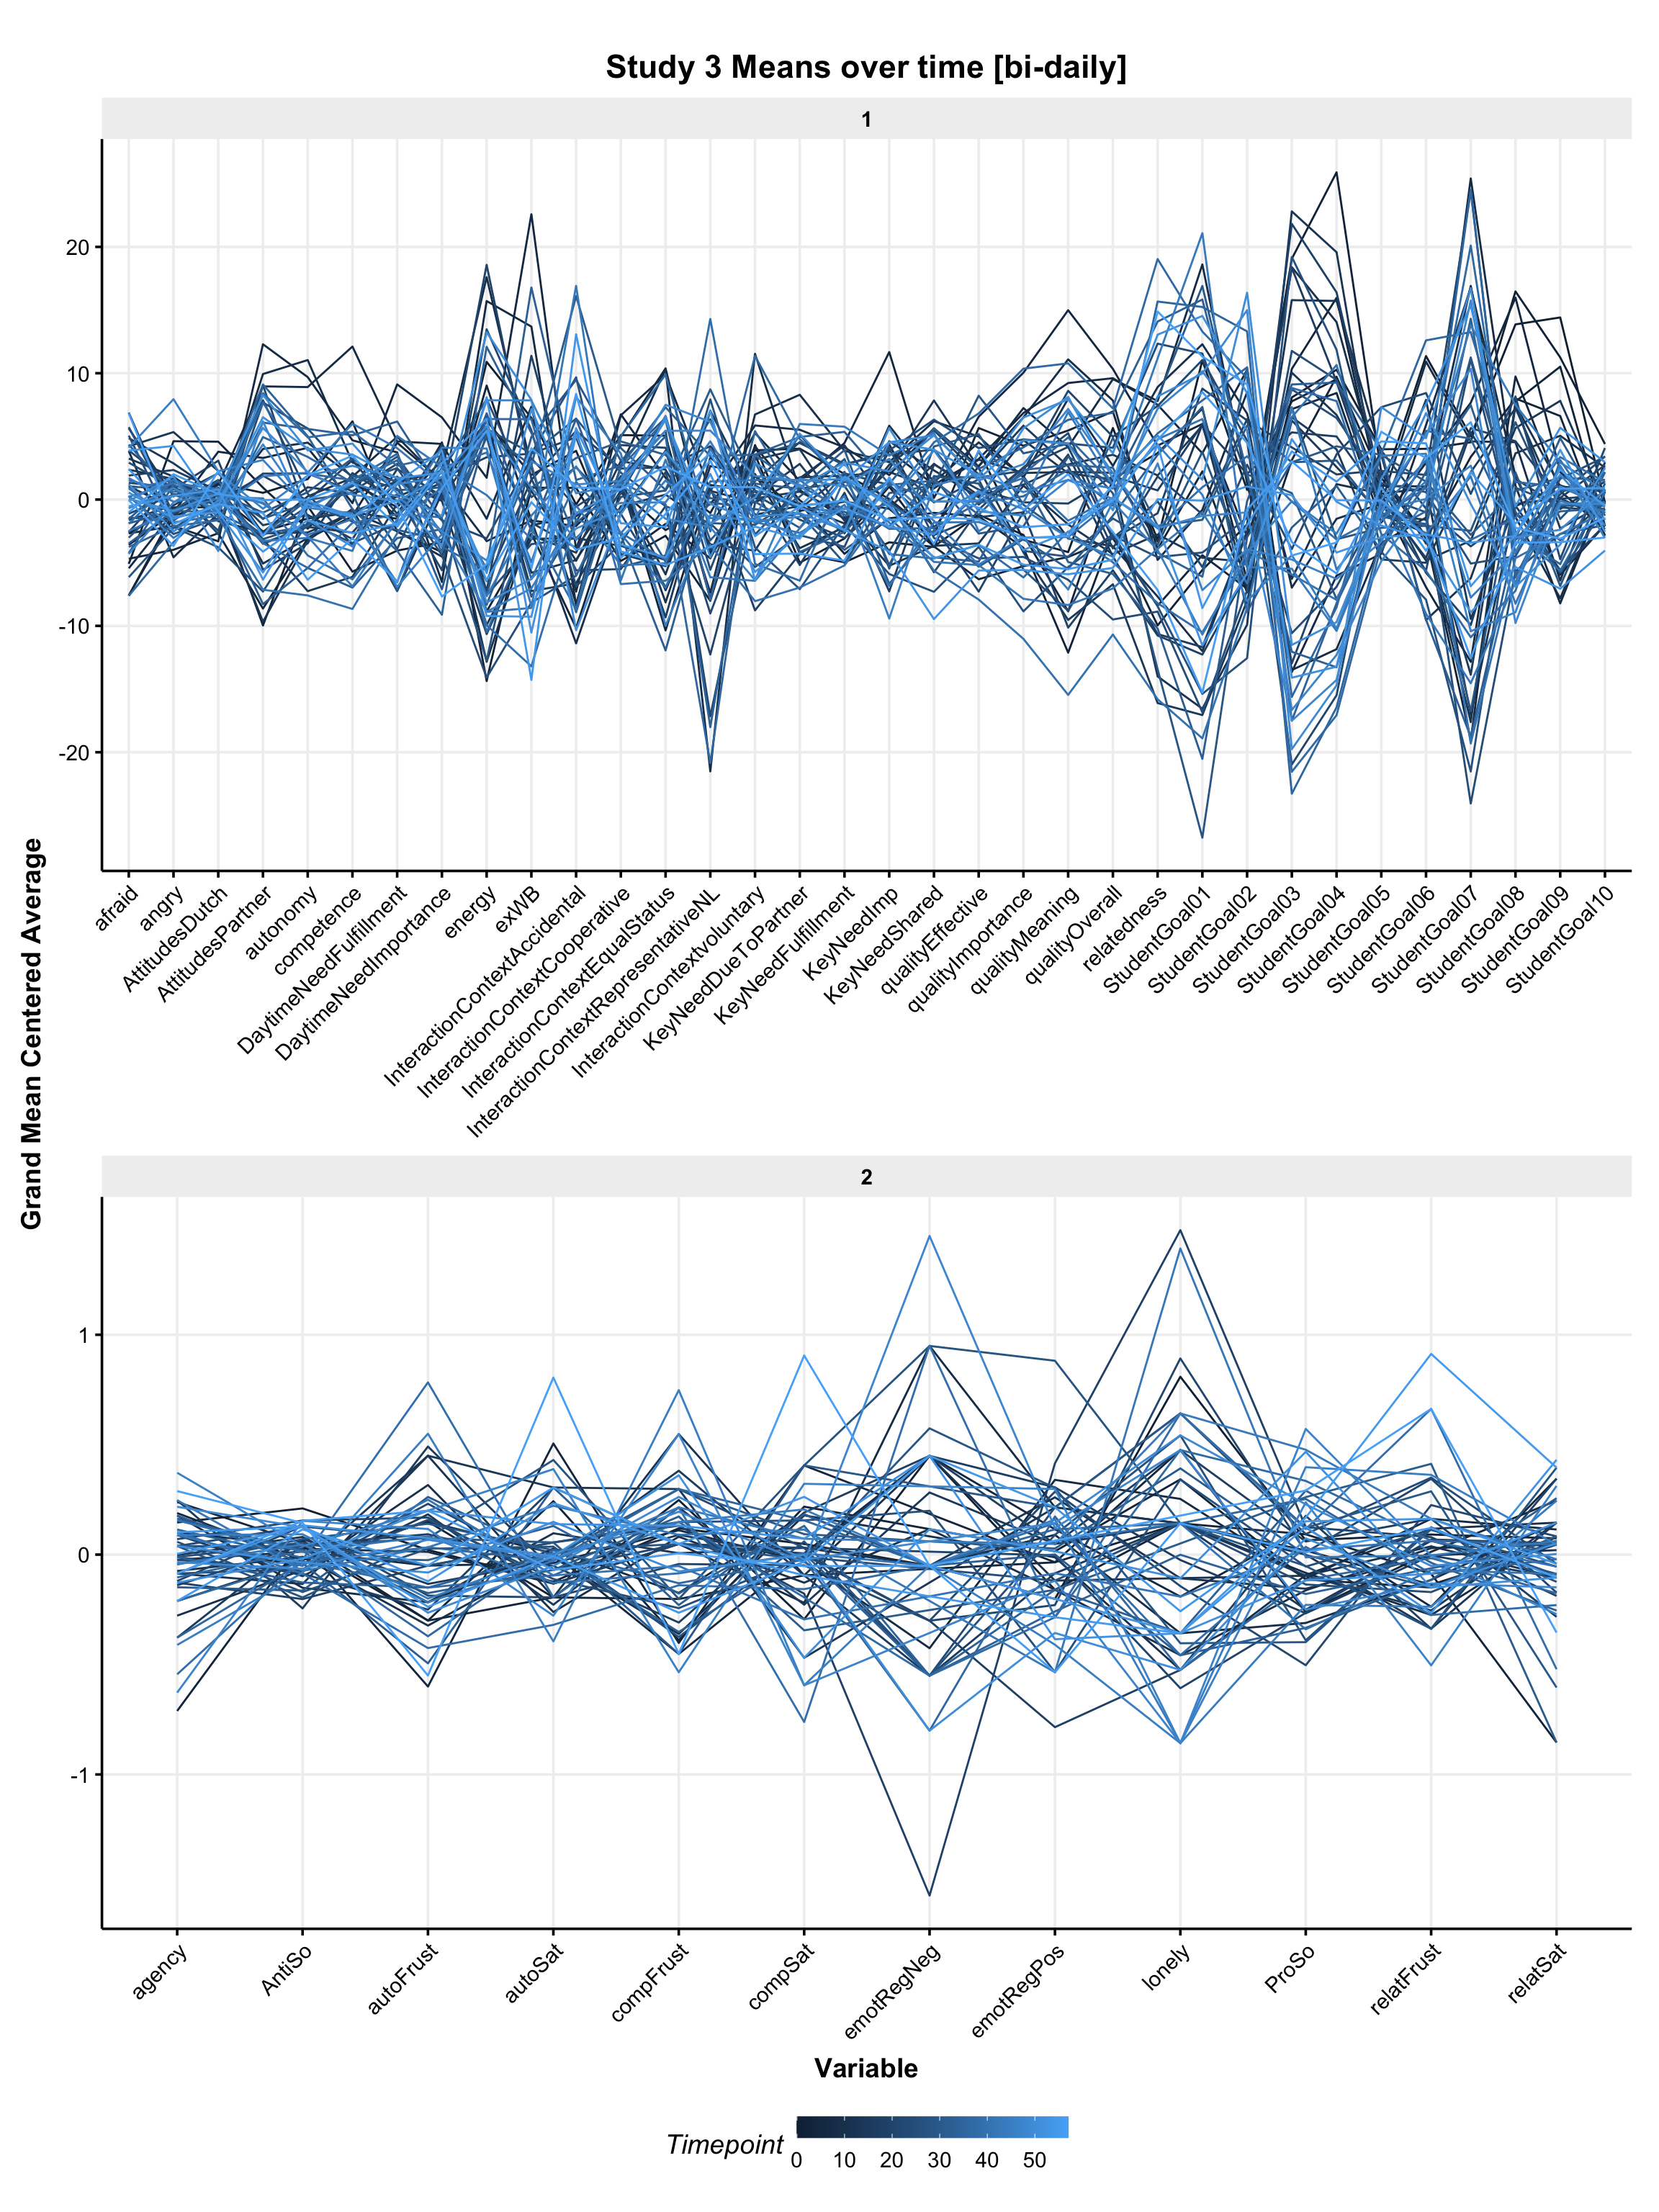 Study 3 Means over time [bi-daily]
1
20
10
0
-10
-20
afraid
angry
AttitudesDutch
AttitudesPartner
autonomy
competence
DaytimeNeedFulfillment
DaytimeNeedImportance
energy
exWB
InteractionContextAccidental
InteractionContextCooperative
InteractionContextEqualStatus
InteractionContextRepresentativeNL
InteractionContextvoluntary
KeyNeedDueToPartner
KeyNeedFulfillment
KeyNeedImp
KeyNeedShared
qualityEffective
qualityImportance
qualityMeaning
qualityOverall
relatedness
StudentGoal01
StudentGoal02
StudentGoal03
StudentGoal04
StudentGoal05
StudentGoal06
StudentGoal07
StudentGoal08
StudentGoal09
StudentGoal10
Grand Mean Centered Average
2
1
0
-1
agency
AntiSo
autoFrust
autoSat
compFrust
compSat
emotRegNeg
emotRegPos
lonely
ProSo
relatFrust
relatSat
Variable
Timepoint
0 10 20 30 40 50